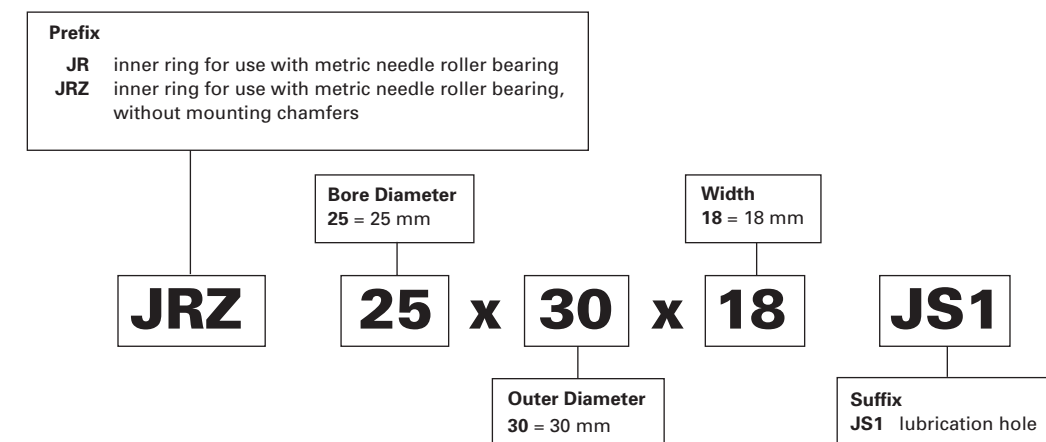 Prefix
JR inner ring for use with metric needle roller bearing
JRZ inner ring for use with metric needle roller bearing,
without mounting chamfers
Bore Diameter
25 = 25 mm
Width
18 = 18 mm
JRZ 25 x 30 x 18 JS1
Outer Diameter
30 = 30 mm
Suffix
JS1 lubrication hole